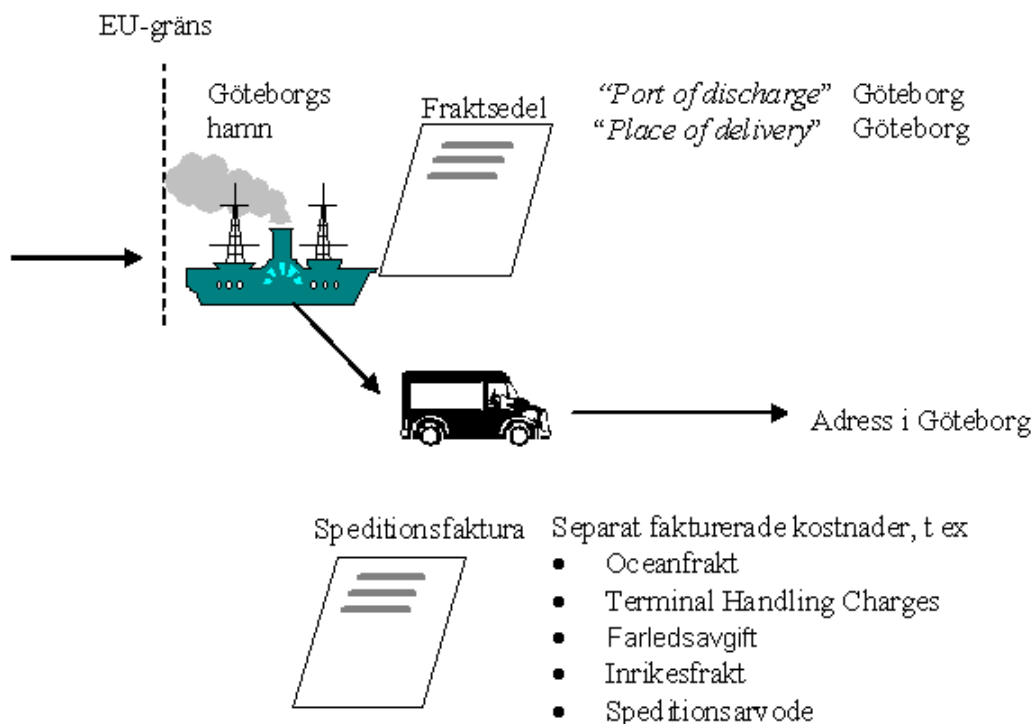 EU-gräns
Göteborgs
hamn
Fraktsedel
“Port of discharge” Göteborg
“Place of delivery” Göteborg
Adress i Göteborg
Speditionsfaktura
Separat fakturerade kostnader, t ex
• Oceanfrakt
• Terminal Handling Charges
• Farledsavgift
• Inrikesfrakt
• Speditionsarvode